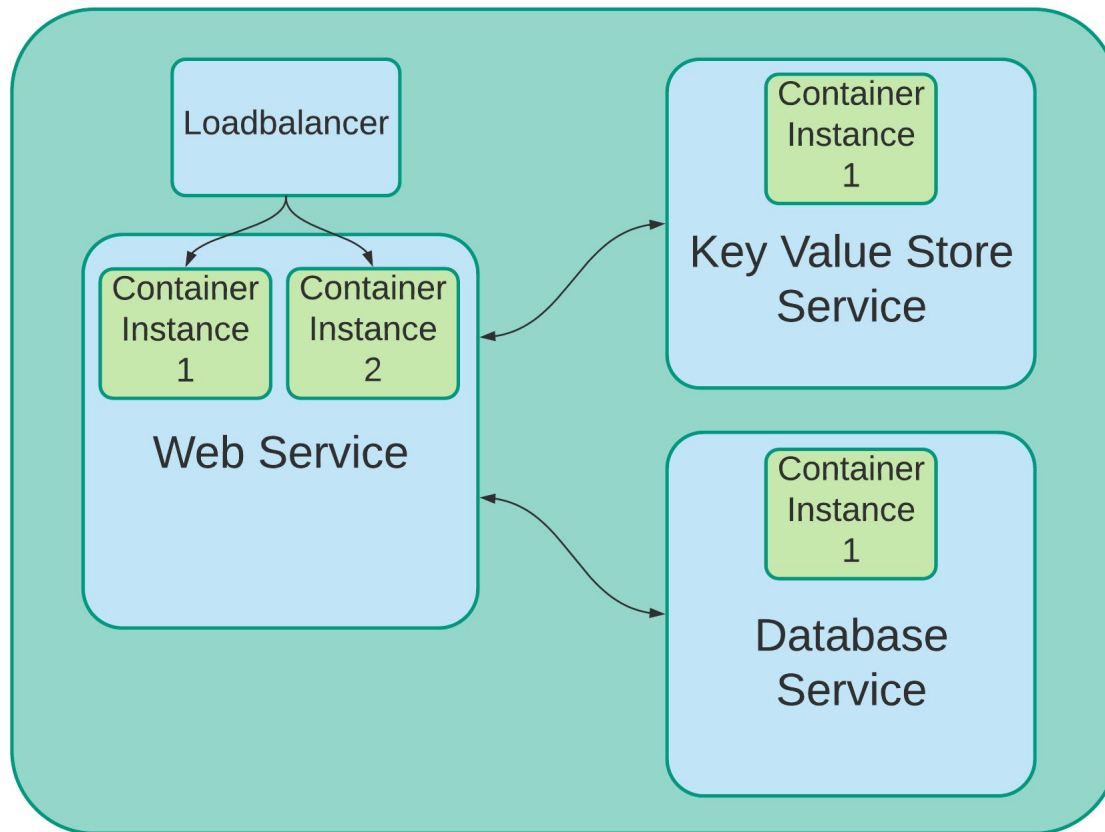 Loadbalancer
Container
Instance
1
Container
Instance
2
Web Service
Container
Instance
1
Key Value Store
Service
Container
Instance
1
Database
Service